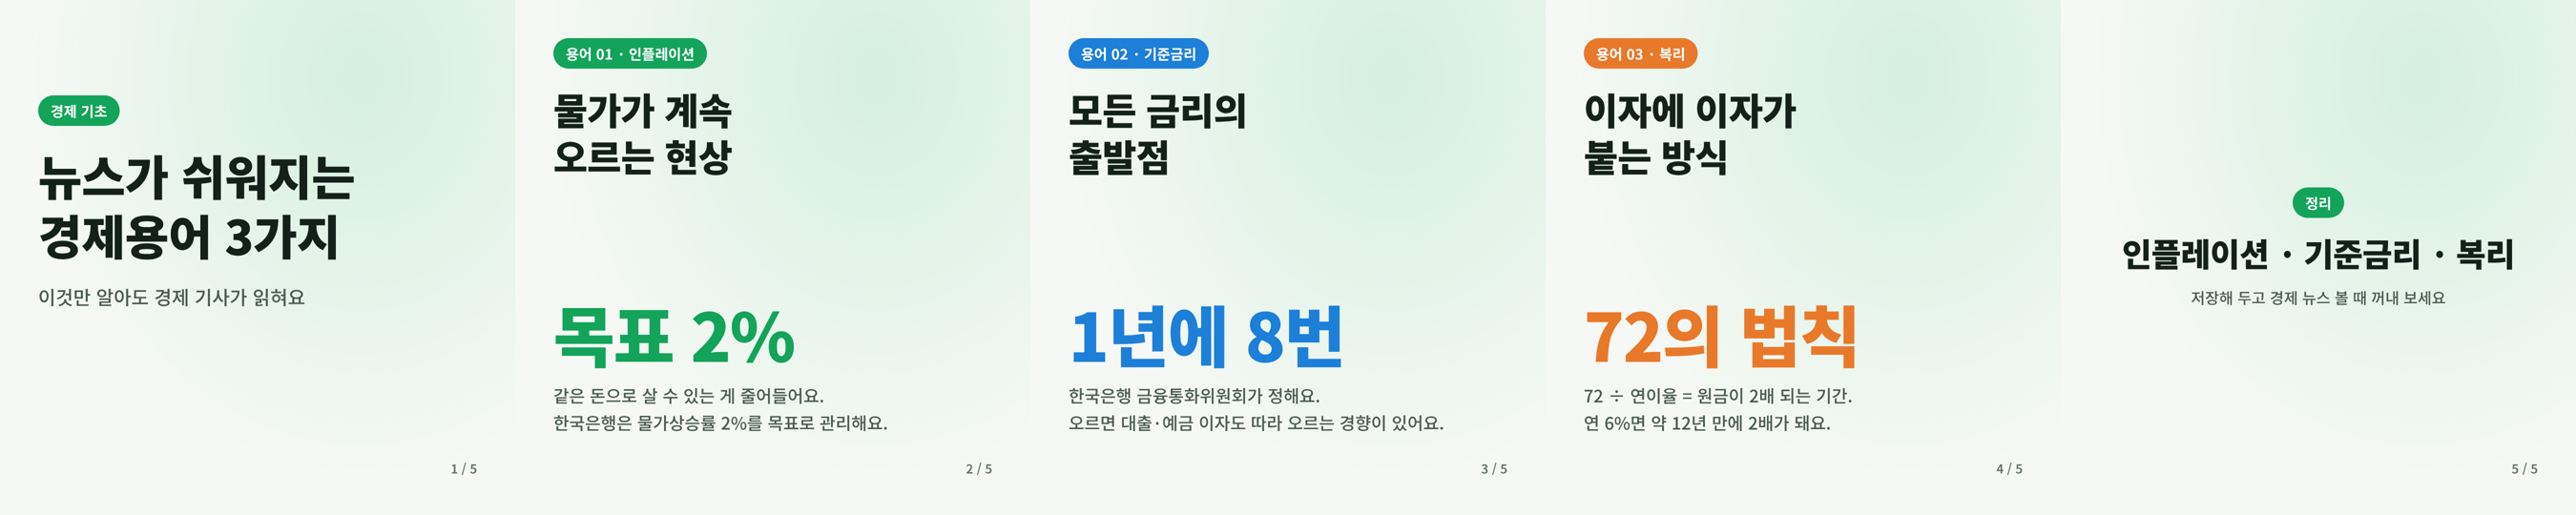 경제 기초
뉴스가 쉬워지는
경제용어 3가지
이것만 알아도 경제 기사가 읽혀요
1 / 5
용어 01 · 인플레이션
물가가 계속
오르는 현상
목표 2%
같은 돈으로 살 수 있는 게 줄어들어요.
한국은행은 물가상승률 2%를 목표로 관리해요.
2 / 5
용어 02 · 기준금리
모든 금리의
출발점
1년에 8번
한국은행 금융통화위원회가 정해요.
오르면 대출·예금 이자도 따라 오르는 경향이 있어요.
3 / 5
용어 03 · 복리
이자에 이자가
붙는 방식
72의 법칙
72 ÷ 연이율 = 원금이 2배 되는 기간.
연 6%면 약 12년 만에 2배가 돼요.
4 / 5
정리
인플레이션 · 기준금리 · 복리
저장해 두고 경제 뉴스 볼 때 꺼내 보세요
5 / 5